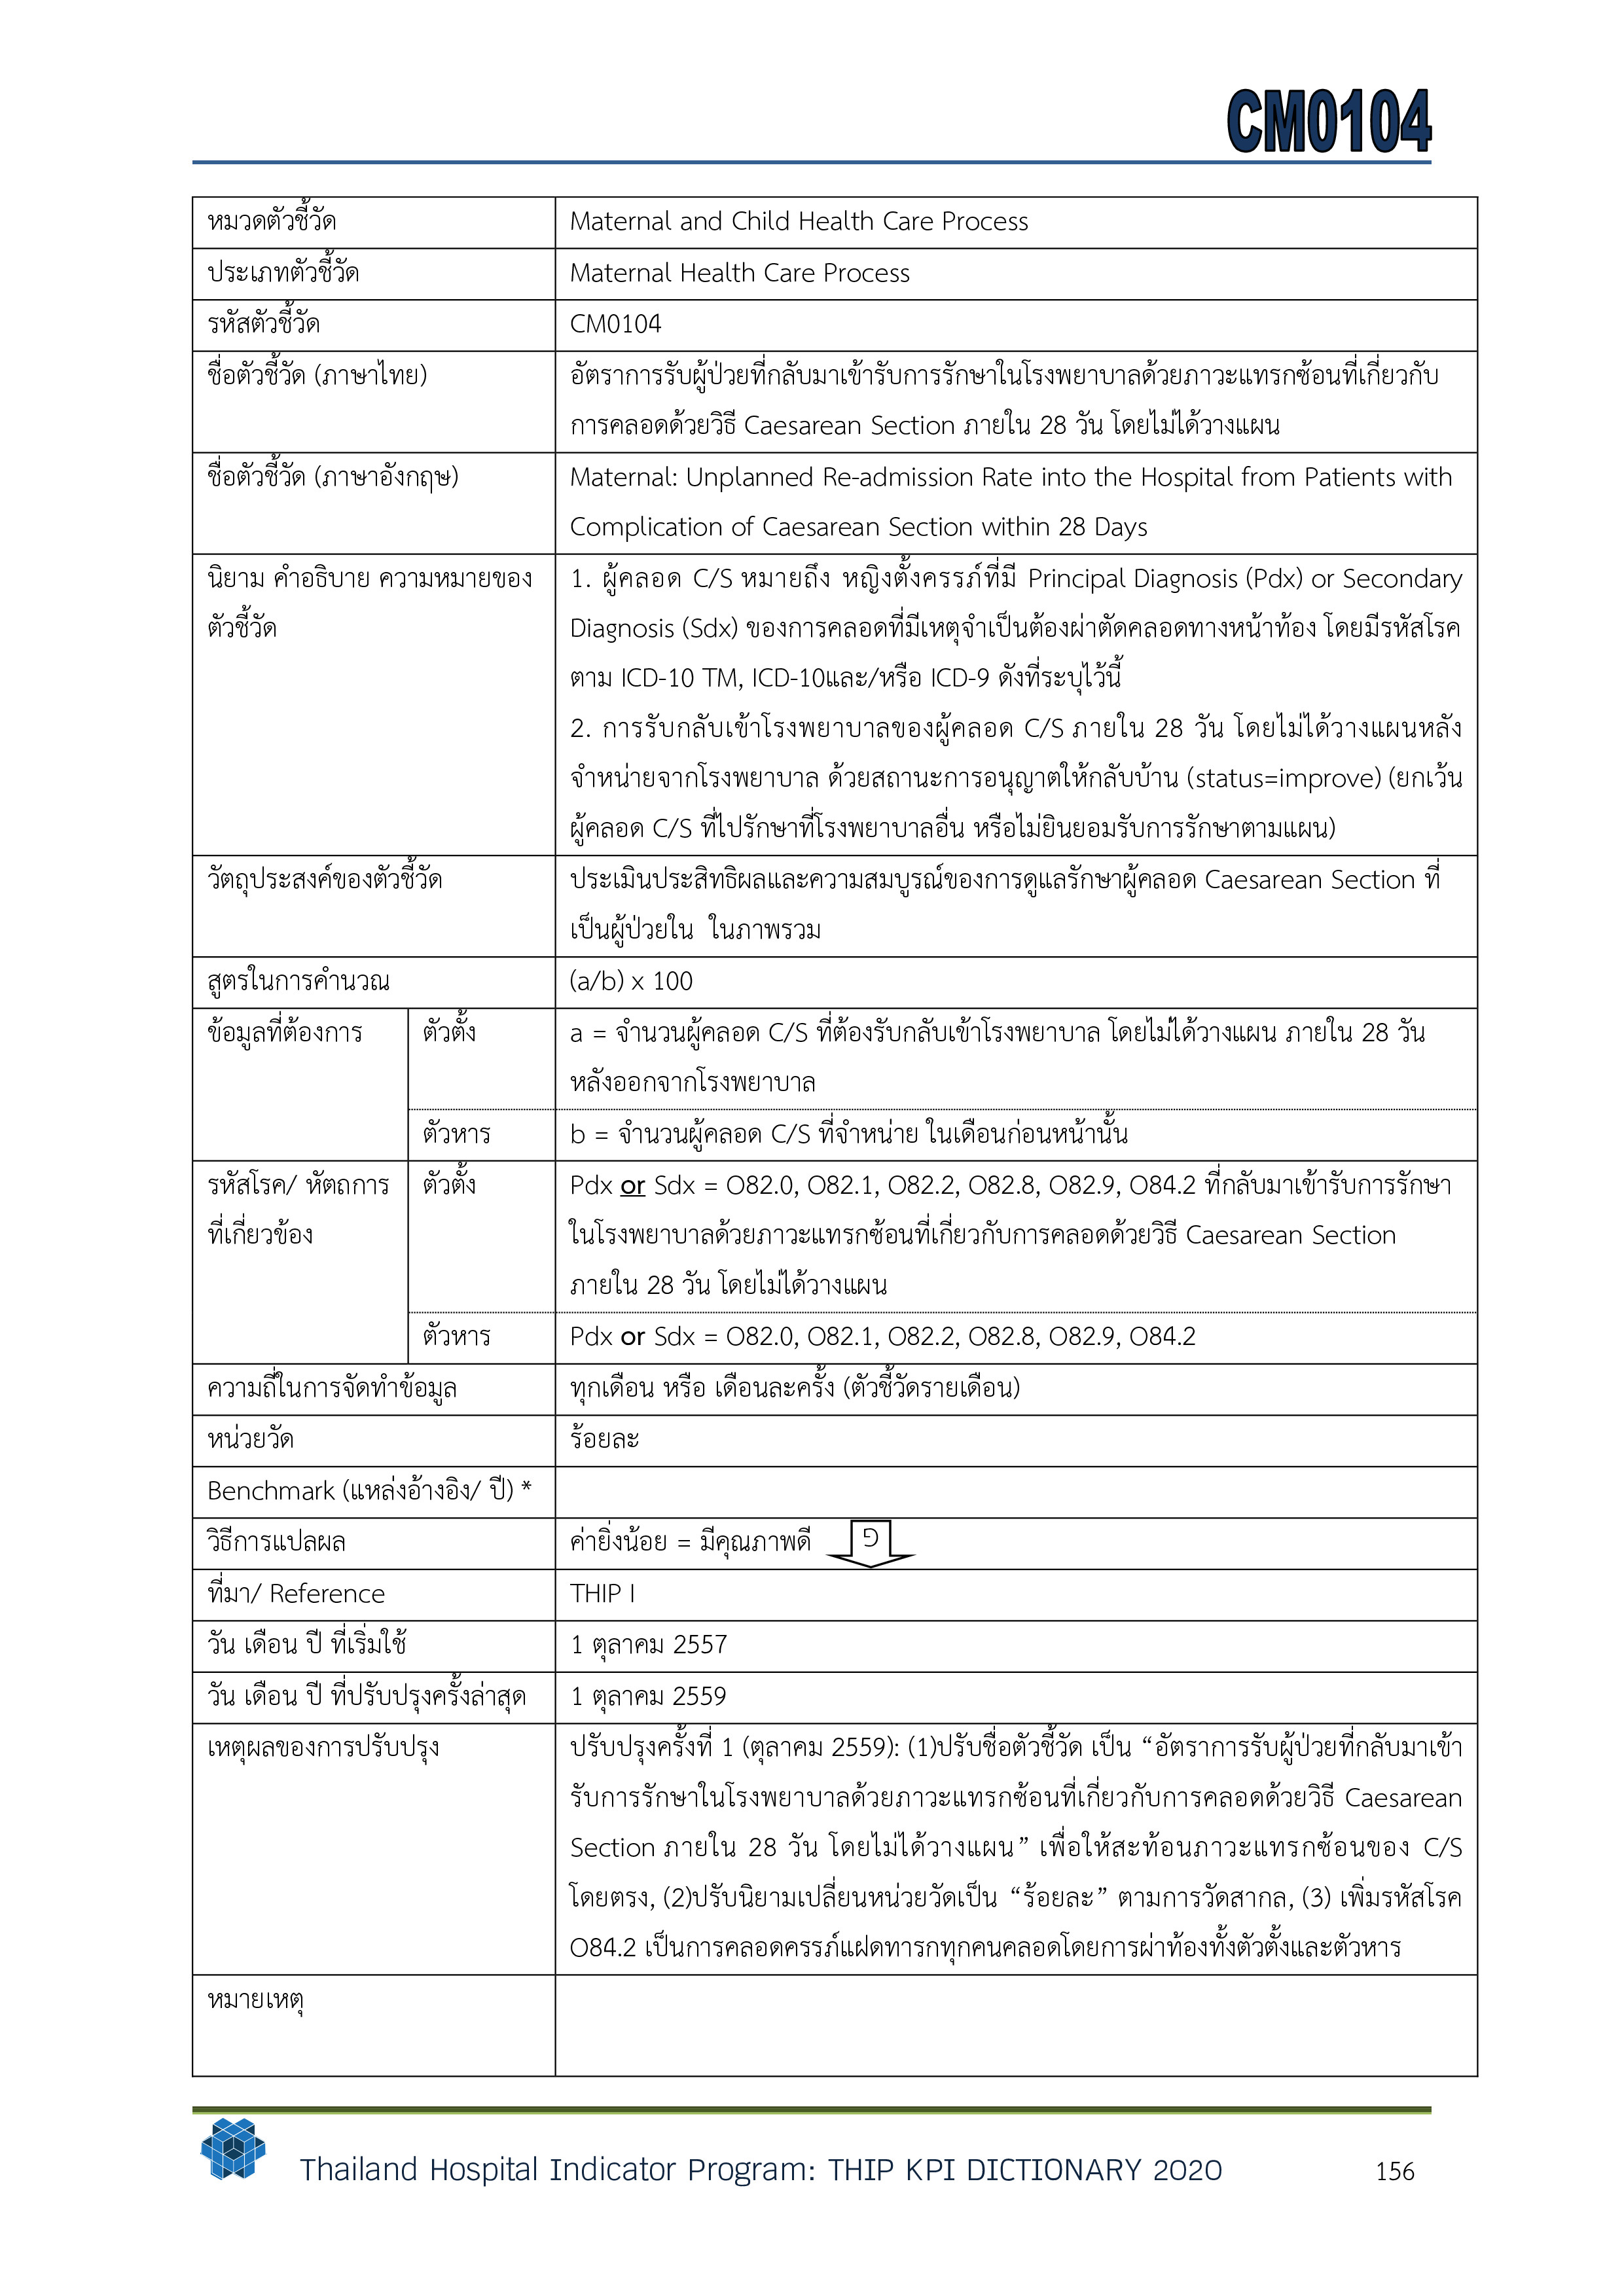 CM0104
หมวดตัวชี้วัด
Maternal and Child Health Care Process
ประเภทตัวชี้วัด
Maternal Health Care Process
รหัสตัวชี้วัด
CM0104
ชื่อตัวชี้วัด (ภาษาไทย)
อัตราการรับผู้ป่วยที่กลับมาเข้ารับการรักษาในโรงพยาบาลด้วยภาวะแทรกซ้อนที่เกี่ยวกับ
การคลอดด้วยวิธี Caesarean Section ภายใน 28 วัน โดยไม่ได้วางแผน
ชื่อตัวชี้วัด (ภาษาอังกฤษ)
Maternal: Unplanned Re-admission Rate into the Hospital from Patients with
Complication of Caesarean Section within 28 Days
นิยาม คำอธิบาย ความหมายของ
ตัวชี้วัด
1. ผู้คลอด C/S หมายถึง หญิงตั้งครรภ์ที่มี Principal Diagnosis (Pdx) or Secondary
Diagnosis (Sdx) ของการคลอดที่มีเหตุจำเป็นต้องผ่าตัดคลอดทางหน้าท้อง โดยมีรหัสโรค
ตาม ICD-10 TM, ICD-10และ/หรือ ICD-9 ดังที่ระบุไว้นี้
2. การรับกลับเข้าโรงพยาบาลของผู้คลอด C/S ภายใน 28 วัน โดยไม่ได้วางแผนหลัง
จำหน่ายจากโรงพยาบาล ด้วยสถานะการอนุญาตให้กลับบ้าน (status=improve) (ยกเว้น
ผู้คลอด C/S ที่ไปรักษาที่โรงพยาบาลอื่น หรือไม่ยินยอมรับการรักษาตามแผน)
วัตถุประสงค์ของตัวชี้วัด
ประเมินประสิทธิผลและความสมบูรณ์ของการดูแลรักษาผู้คลอด Caesarean Section ที่
เป็นผู้ป่วยใน ในภาพรวม
สูตรในการคำนวณ
(a/b) x 100
ข้อมูลที่ต้องการ
ตัวตั้ง
a = จำนวนผู้คลอด C/S ที่ต้องรับกลับเข้าโรงพยาบาล โดยไม่ได้วางแผน ภายใน 28 วัน
หลังออกจากโรงพยาบาล
ตัวหาร
b = จำนวนผู้คลอด C/S ที่จำหน่าย ในเดือนก่อนหน้านั้น
รหัสโรค/ หัตถการ
ที่เกี่ยวข้อง
ตัวตั้ง
Pdx or Sdx = O82.0, O82.1, O82.2, O82.8, O82.9, O84.2 ที่กลับมาเข้ารับการรักษา
ในโรงพยาบาลด้วยภาวะแทรกซ้อนที่เกี่ยวกับการคลอดด้วยวิธี Caesarean Section
ภายใน 28 วัน โดยไม่ได้วางแผน
ตัวหาร
Pdx or Sdx = O82.0, O82.1, O82.2, O82.8, O82.9, O84.2
ความถี่ในการจัดทำข้อมูล
ทุกเดือน หรือ เดือนละครั้ง (ตัวชี้วัดรายเดือน)
หน่วยวัด
ร้อยละ
Benchmark (แหล่งอ้างอิง/ ปี) *
วิธีการแปลผล
ค่ายิ่งน้อย = มีคุณภาพดี
ที่มา/ Reference
THIP I
วัน เดือน ปี ที่เริ่มใช้
1 ตุลาคม 2557
วัน เดือน ปี ที่ปรับปรุงครั้งล่าสุด
1 ตุลาคม 2559
เหตุผลของการปรับปรุง
ปรับปรุงครั้งที่ 1 (ตุลาคม 2559): (1)ปรับชื่อตัวชี้วัด เป็น “อัตราการรับผู้ป่วยที่กลับมาเข้า
รับการรักษาในโรงพยาบาลด้วยภาวะแทรกซ้อนที่เกี่ยวกับการคลอดด้วยวิธี Caesarean
Section ภายใน 28 วัน โดยไม่ได้วางแผน” เพื่อให้สะท้อนภาวะแทรกซ้อนของ C/S
โดยตรง, (2)ปรับนิยามเปลี่ยนหน่วยวัดเป็น “ร้อยละ” ตามการวัดสากล, (3) เพิ่มรหัสโรค
O84.2 เป็นการคลอดครรภ์แฝดทารกทุกคนคลอดโดยการผ่าท้องทั้งตัวตั้งและตัวหาร
หมายเหตุ
Thailand Hospital Indicator Program: THIP KPI DICTIONARY 2020
156